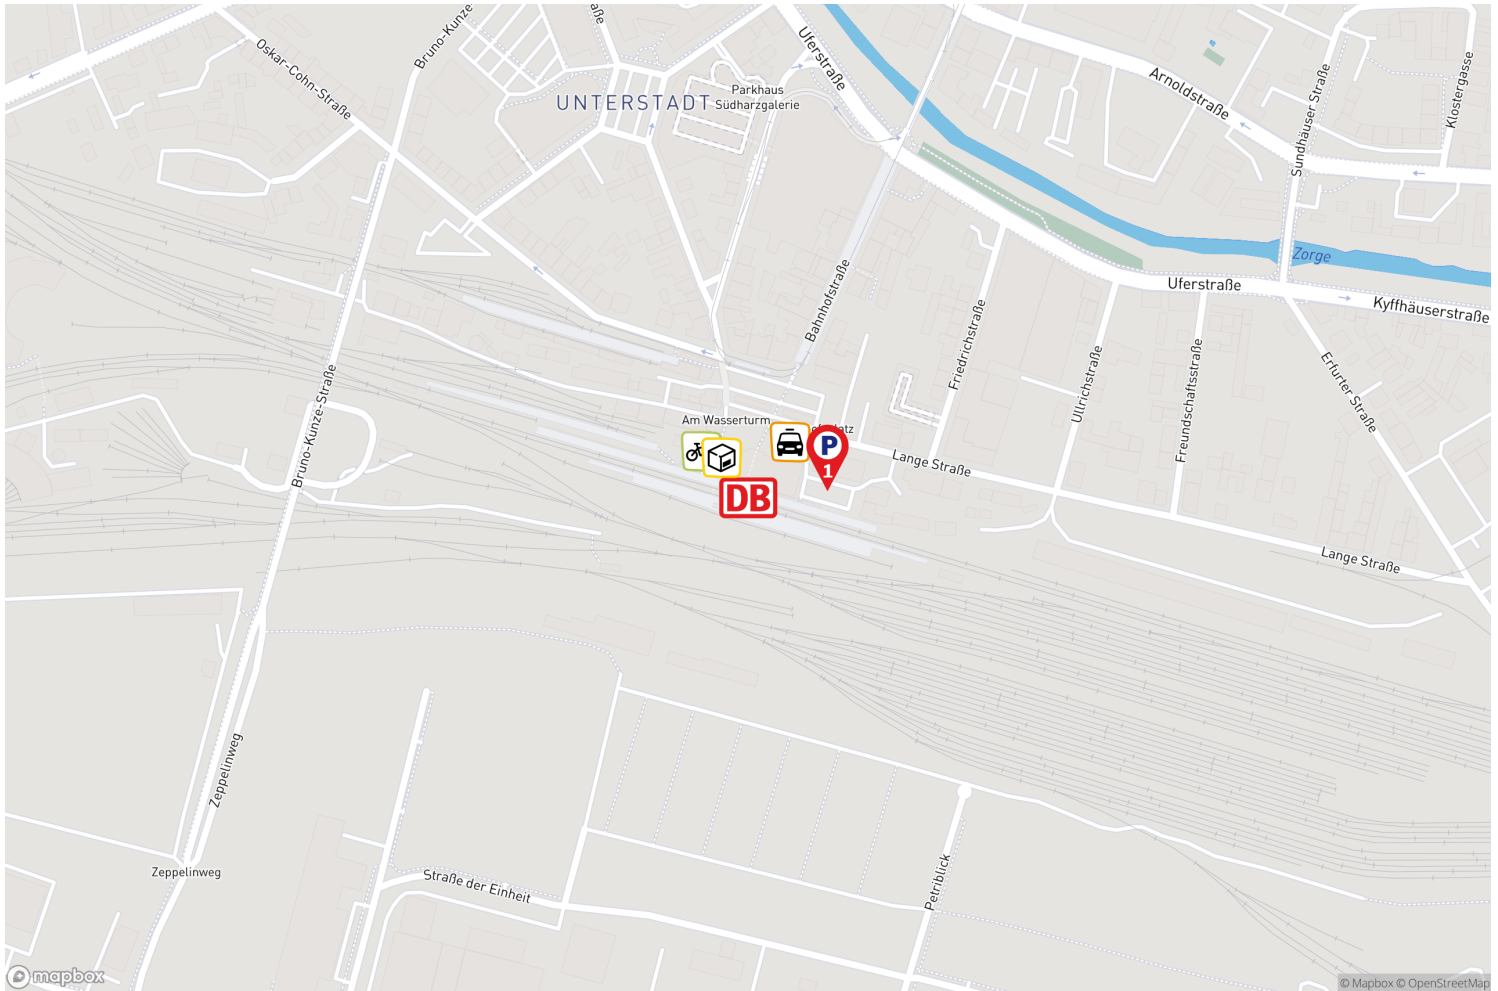 Oskar-Cohn-Straße
Bruno-Kunze
UNTERSTADT
Parkhaus
Südharzgalerie
Uferstraße
Arnoldstraße
Sundhäuser Straße
Klostergasse
Zorge
Uferstraße
Kyffhäuserstraße
Bahnhofstraße
Friedrichstraße
Ullrichstraße
Freundschaftsstraße
Erfurter Straße
Bruno-Kunze-Straße
Am Wasserturm
P
1
DB
Lange Straße
Lange Straße
Zeppelinweg
Zeppelinweg
Straße der Einheit
Petriblick
mapbox
© Mapbox © OpenStreetMap